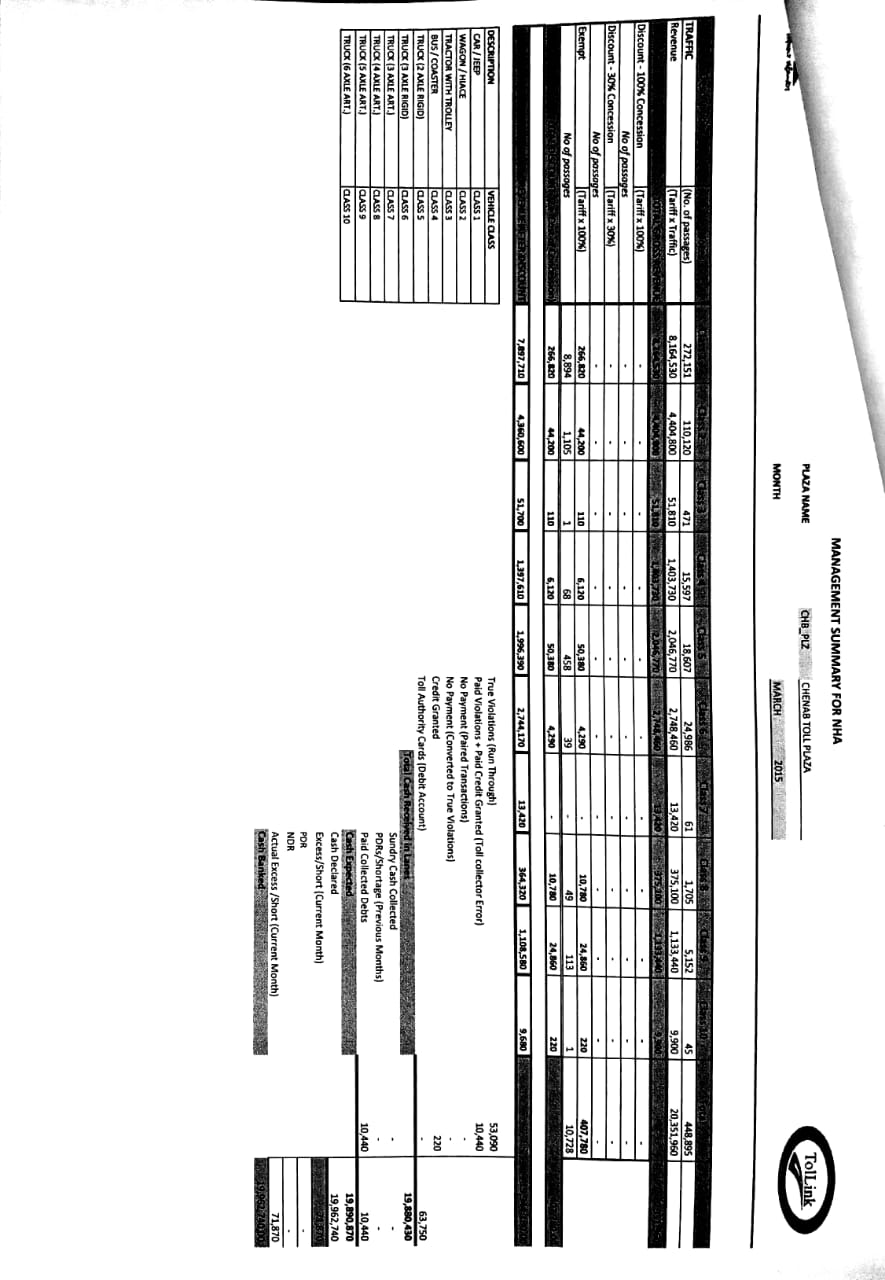 MANAGEMENT SUMMARY FOR NHA
TolLink
PLAZA NAME CHB_PLZ CHENAB TOLL PLAZA
MONTH MARCH 2015
Class 3 Class 4 Class 5 Class 6 Class 7 Class 8 Class 9 Class 10
TRAFFIC (No. of passages) 272,151 110,120 471 15,597 18,607 24,986 61 1,705 5,152 45 448,895
Revenue (Tariff x Traffic) 8,164,530 4,404,800 51,810 1,403,730 2,046,770 2,748,460 13,420 375,100 1,133,440 9,900 20,351,960
8,164,530 4,404,800 51,810 1,403,730 2,046,770 2,748,460 13,420 375,100 1,133,440 9,900
Discount - 100% Concession (Tariff x 100%) - - - - - - - - - - -
No of passages - - - - - - - - - - -
Discount - 30% Concession (Tariff x 30%) - - - - - - - - - - -
No of passages - - - - - - - - - - -
Exempt (Tariff x 100%) 266,820 44,200 110 6,120 50,380 4,290 - 10,780 24,860 220 407,780
No of passages 8,894 1,105 1 68 458 39 - 49 113 1 10,728
266,820 44,200 110 6,120 50,380 4,290 - 10,780 24,860 220
7,897,710 4,360,600 51,700 1,397,610 1,996,390 2,744,170 13,420 364,320 1,108,580 9,680
DESCRIPTION VEHICLE CLASS
CAR / JEEP CLASS 1
WAGON / HIACE CLASS 2
TRACTOR WITH TROLLEY CLASS 3
BUS / COASTER CLASS 4
TRUCK (2 AXLE RIGID) CLASS 5
TRUCK (3 AXLE RIGID) CLASS 6
TRUCK (3 AXLE ART.) CLASS 7
TRUCK (4 AXLE ART.) CLASS 8
TRUCK (5 AXLE ART.) CLASS 9
TRUCK (6 AXLE ART.) CLASS 10
True Violations (Run Through) 53,090
Paid Violations + Paid Credit Granted (Toll collector Error) 10,440
No Payment (Paired Transactions) -
No Payment (Converted to True Violations) -
Credit Granted 220
Toll Authority Cards (Debit Account) - 63,750
Total Cash Received in Lanes 19,880,430
Sundry Cash Collected - -
PDRs/Shortage (Previous Months) - -
Paid Collected Debts 10,440 10,440
Cash Expected 19,890,870
Cash Declared 19,962,740
Excess/Short (Current Month)
PDR -
NDR -
Actual Excess /Short (Current Month) 71,870
Cash Banked